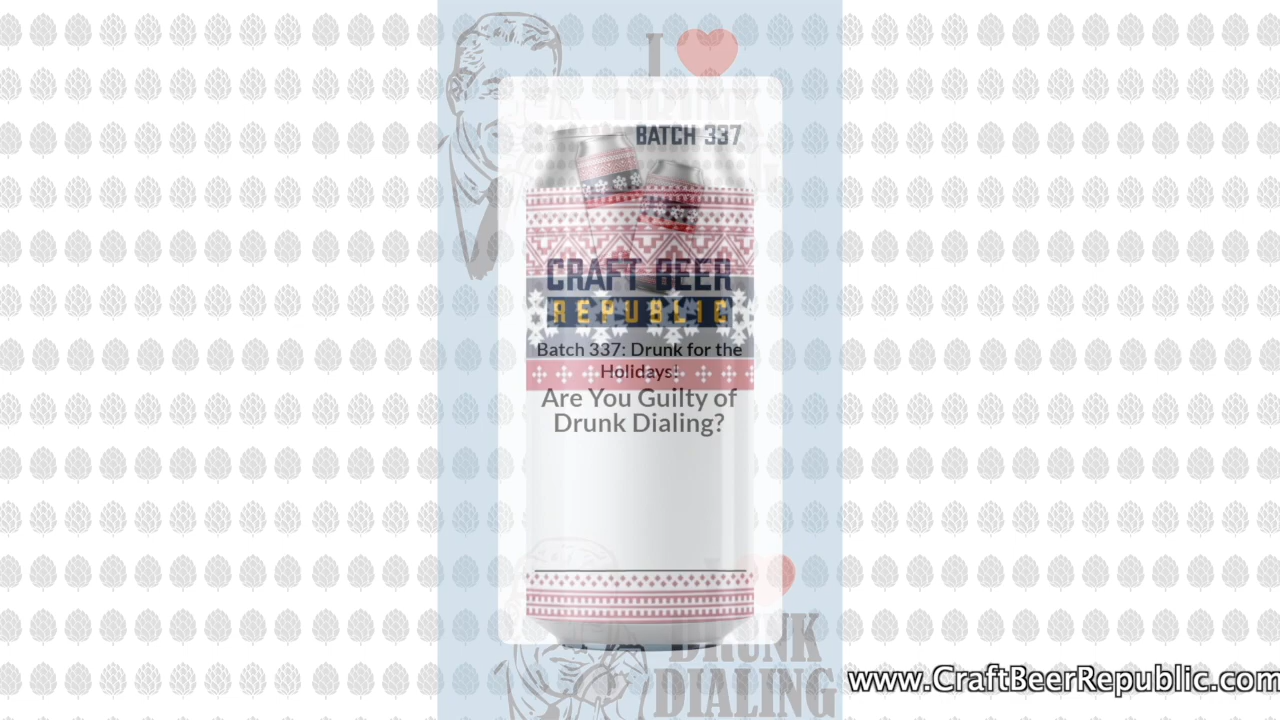 I
DRUNK
BATCH 337
CRAFT BEER
REPUBLIC
Batch 337: Drunk for the
Holidays!
Are You Guilty of
Drunk Dialing?
I
DRUNK
DIALING
www.CraftBeerRepublic.com